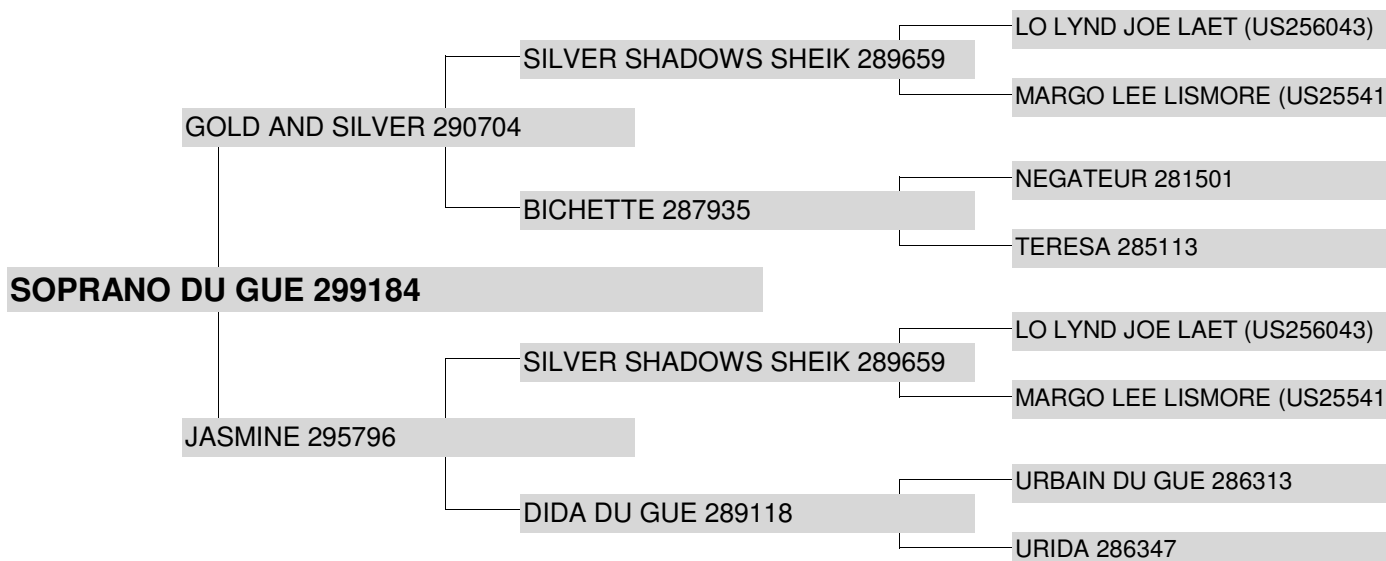 LO LYND JOE LAET (US256043)
SILVER SHADOWS SHEIK 289659
MARGO LEE LISMORE (US25541
GOLD AND SILVER 290704
NEGATEUR 281501
BICHETTE 287935
TERESA 285113
SOPRANO DU GUE 299184
LO LYND JOE LAET (US256043)
SILVER SHADOWS SHEIK 289659
MARGO LEE LISMORE (US25541
JASMINE 295796
URBAIN DU GUE 286313
DIDA DU GUE 289118
URIDA 286347